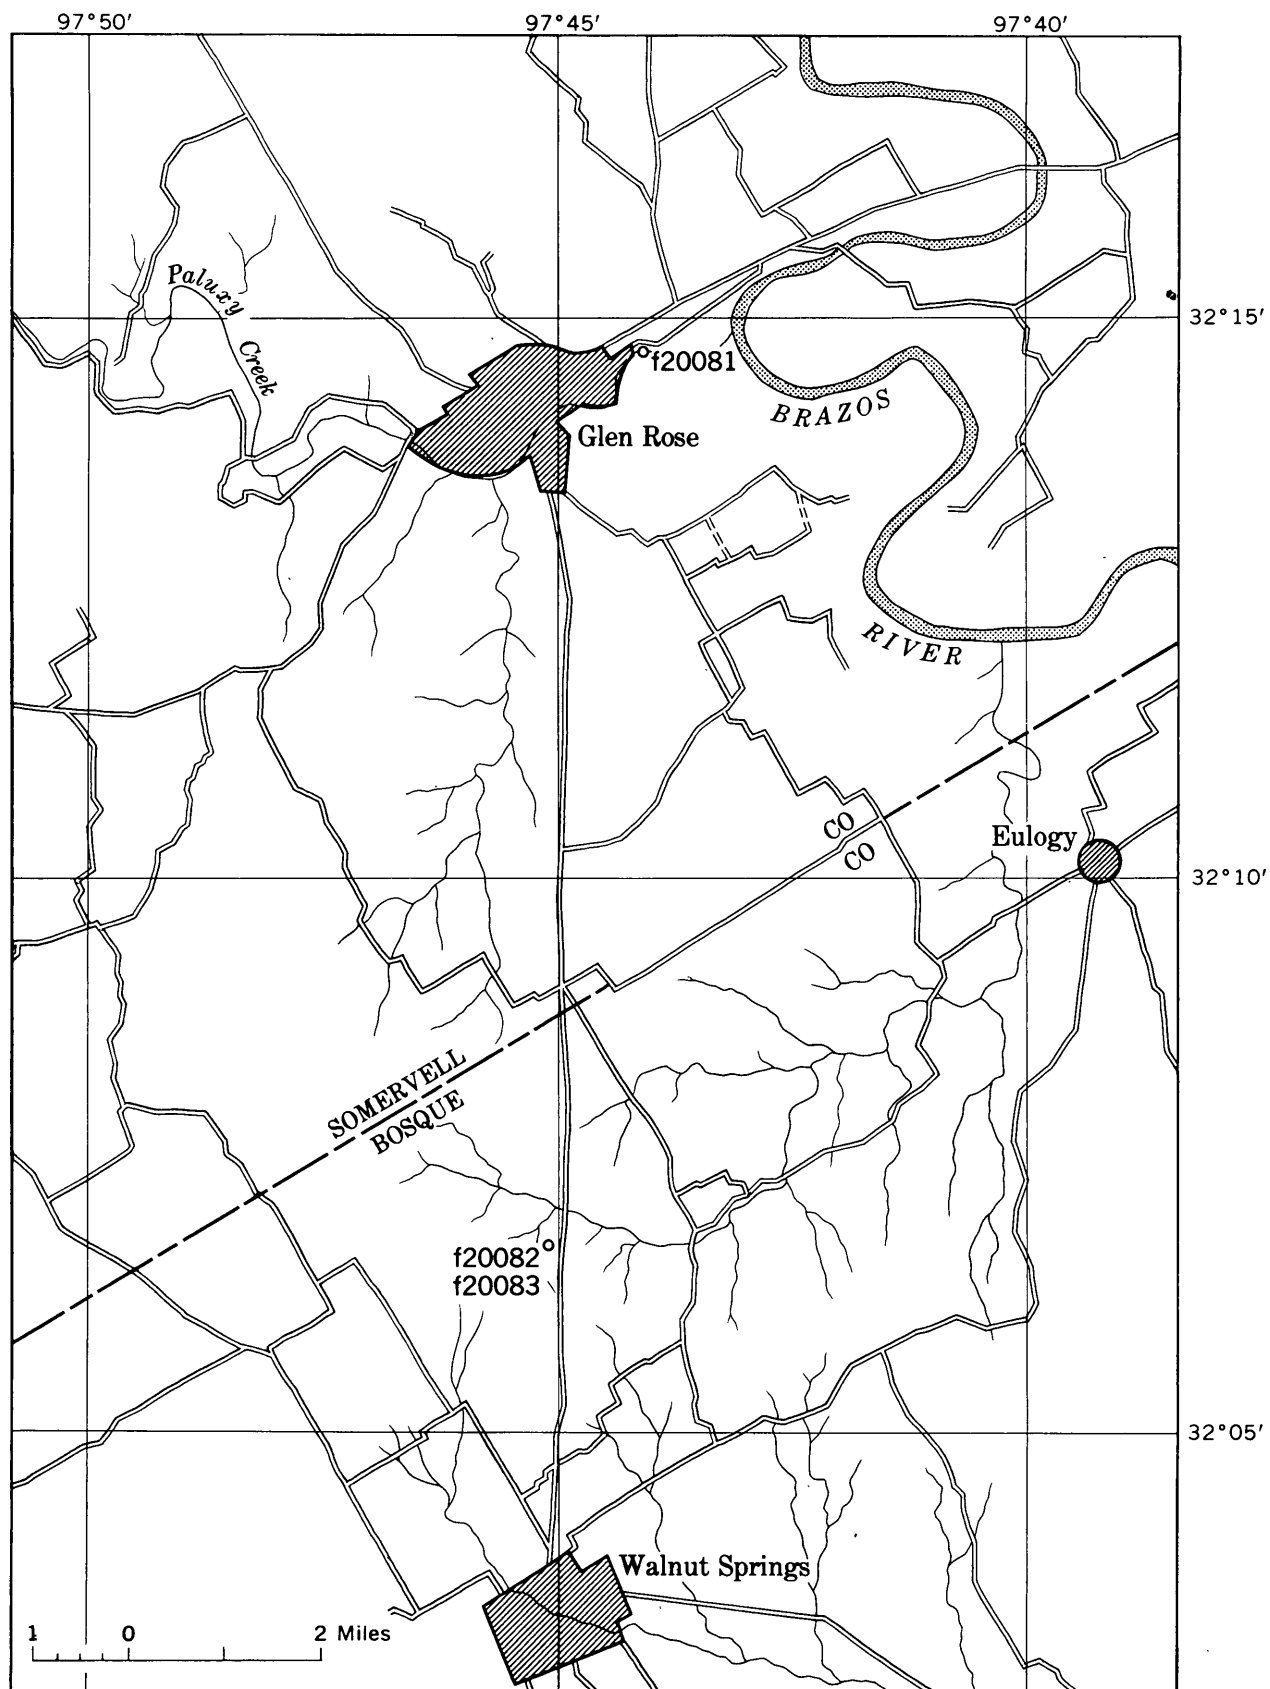 97°50′ 97°45′ 97°40′
Paluxy
Creek
32°15′
f20081
BRAZOS
Glen Rose
RIVER
CO
CO
Eulogy
32°10′
SOMERVELL
BOSQUE
f20082
f20083
32°05′
Walnut Springs
1 0 2 Miles